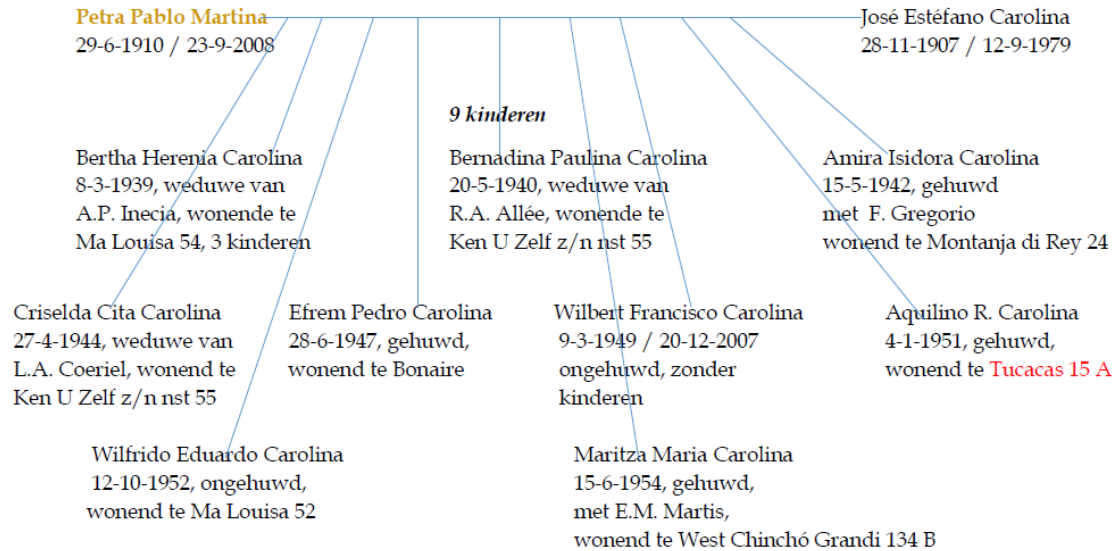 Petra Pablo Martina
29-6-1910 / 23-9-2008
José Estéfano Carolina
28-11-1907 / 12-9-1979
9 kinderen
Bertha Herenia Carolina
8-3-1939, weduwe van
A.P. Inecia, wonende te
Ma Louisa 54, 3 kinderen
Bernadina Paulina Carolina
20-5-1940, weduwe van
R.A. Allée, wonende te
Ken U Zelf z/n nst 55
Amira Isidora Carolina
15-5-1942, gehuwd
met F. Gregorio
wonend te Montanja di Rey 24
Criselda Cita Carolina
27-4-1944, weduwe van
L.A. Coeriel, wonend te
Ken U Zelf z/n nst 55
Efrem Pedro Carolina
28-6-1947, gehuwd,
wonend te Bonaire
Wilbert Francisco Carolina
9-3-1949 / 20-12-2007
ongehuwd, zonder
kinderen
Aquilino R. Carolina
4-1-1951, gehuwd,
wonend te Tucacas 15 A
Wilfrido Eduardo Carolina
12-10-1952, ongehuwd,
wonend te Ma Louisa 52
Maritza Maria Carolina
15-6-1954, gehuwd,
met E.M. Martis,
wonend te West Chinchó Grandi 134 B